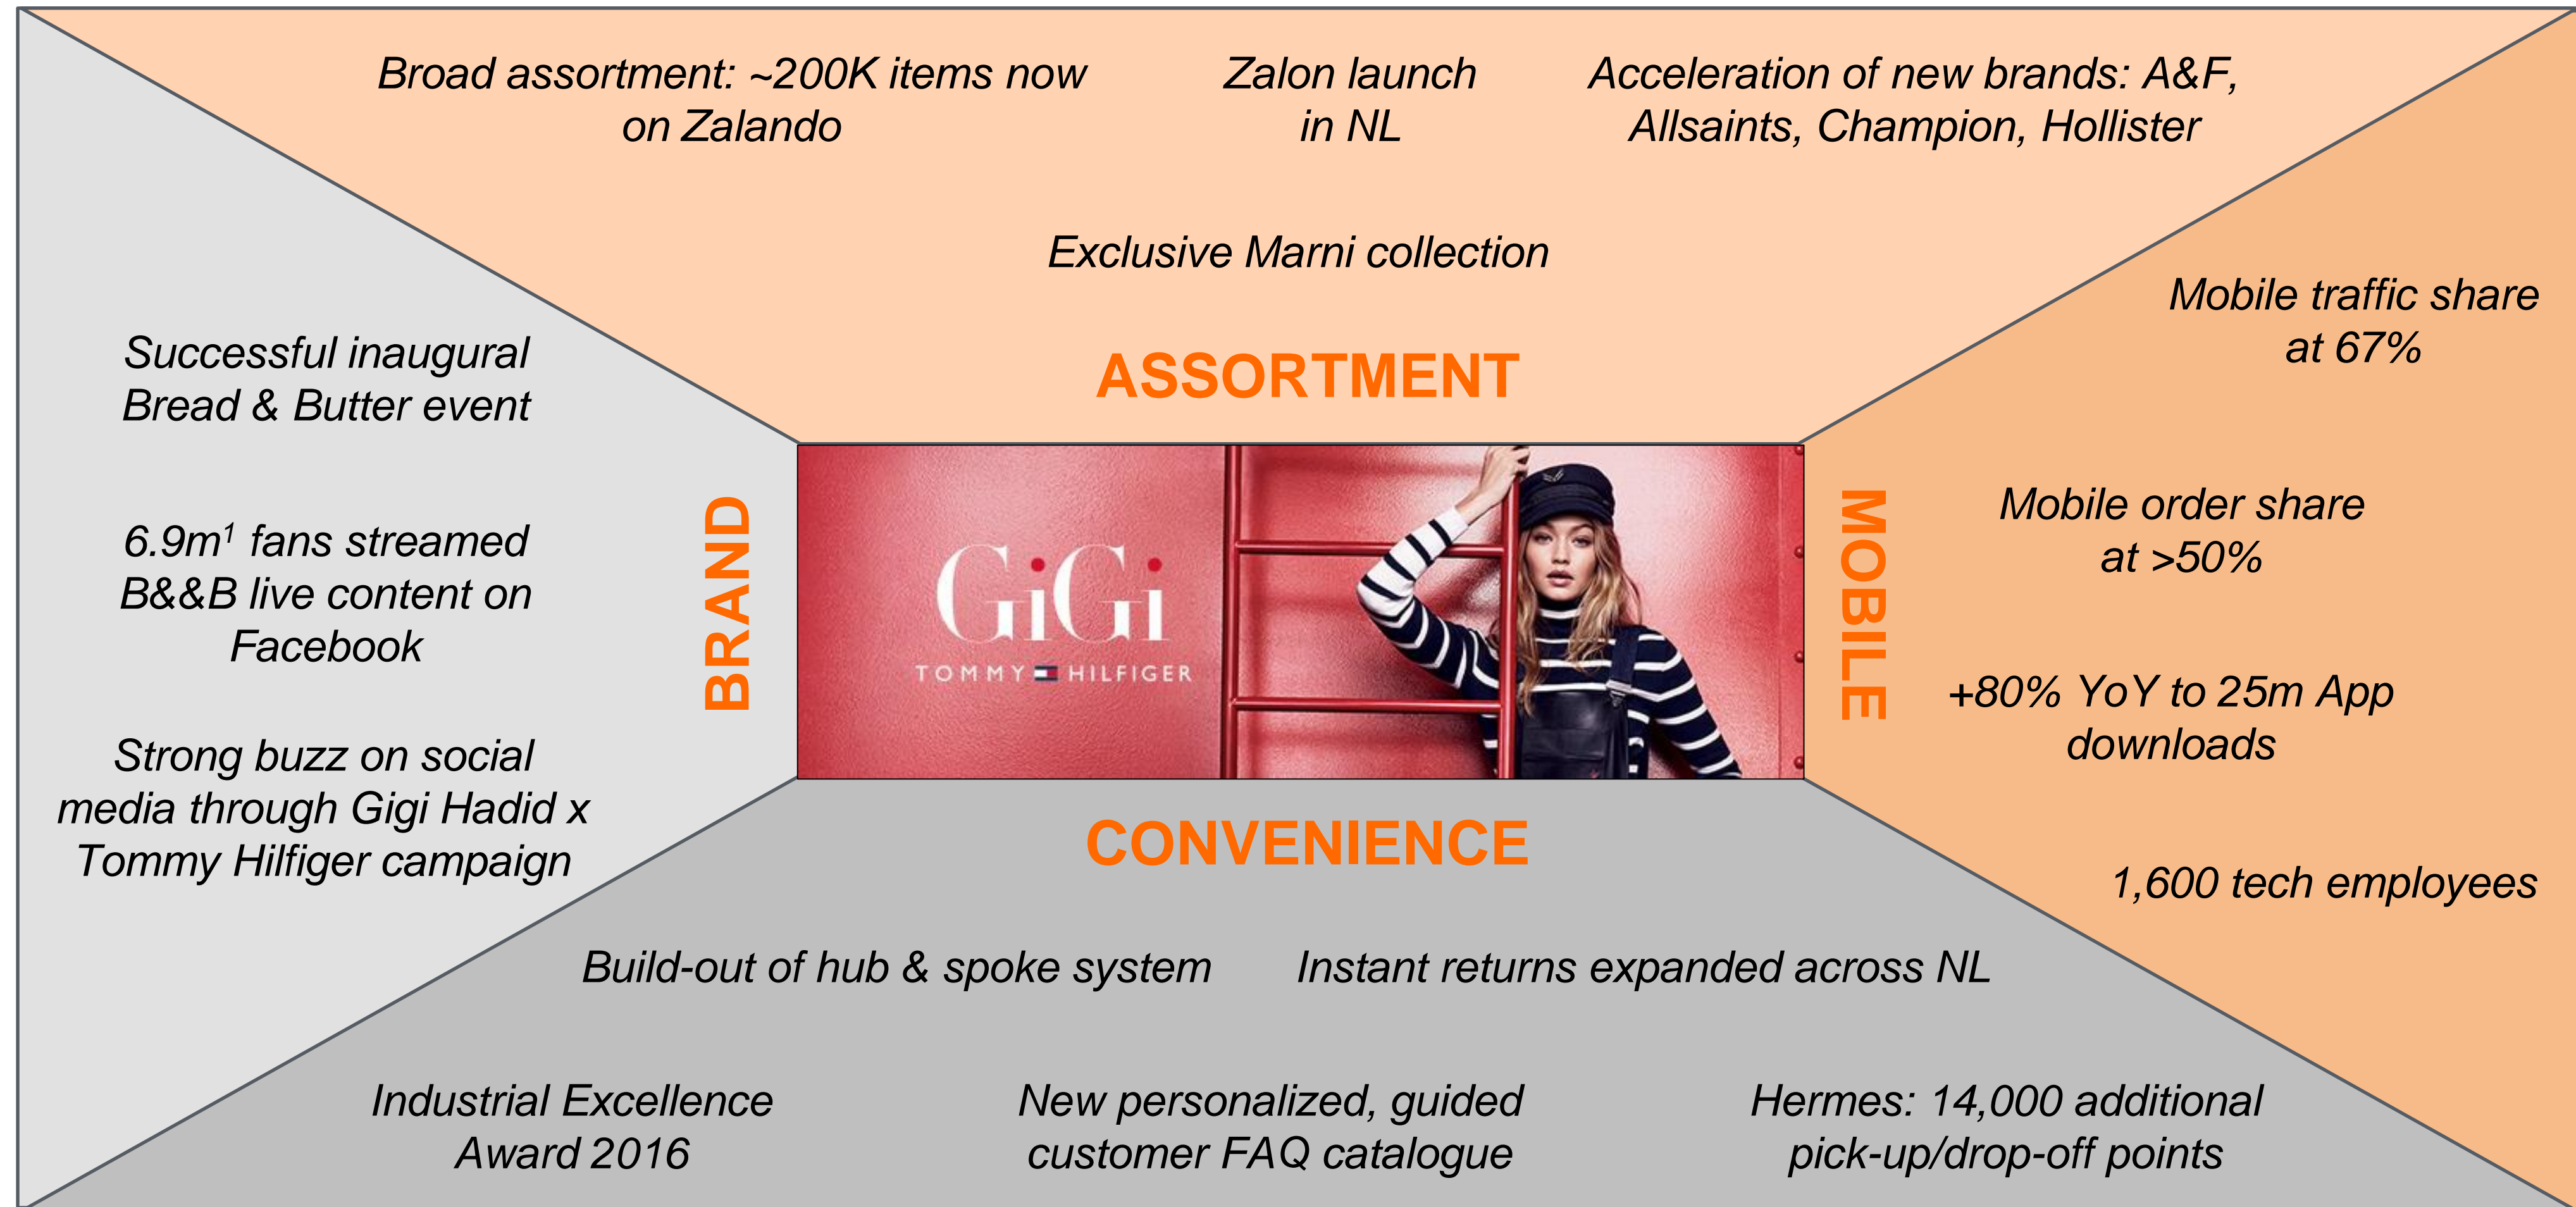 Broad assortment: ~200K items now
on Zalando
Zalon launch
in NL
Acceleration of new brands: A&F,
Allsaints, Champion, Hollister
Exclusive Marni collection
ASSORTMENT
Successful inaugural
Bread & Butter event
6.9m¹ fans streamed
B&&B live content on
Facebook
Strong buzz on social
media through Gigi Hadid x
Tommy Hilfiger campaign
BRAND
GiGi
TOMMY HILFIGER
MOBILE
Mobile traffic share
at 67%
Mobile order share
at >50%
+80% YoY to 25m App
downloads
1,600 tech employees
CONVENIENCE
Build-out of hub & spoke system
Instant returns expanded across NL
Industrial Excellence
Award 2016
New personalized, guided
customer FAQ catalogue
Hermes: 14,000 additional
pick-up/drop-off points